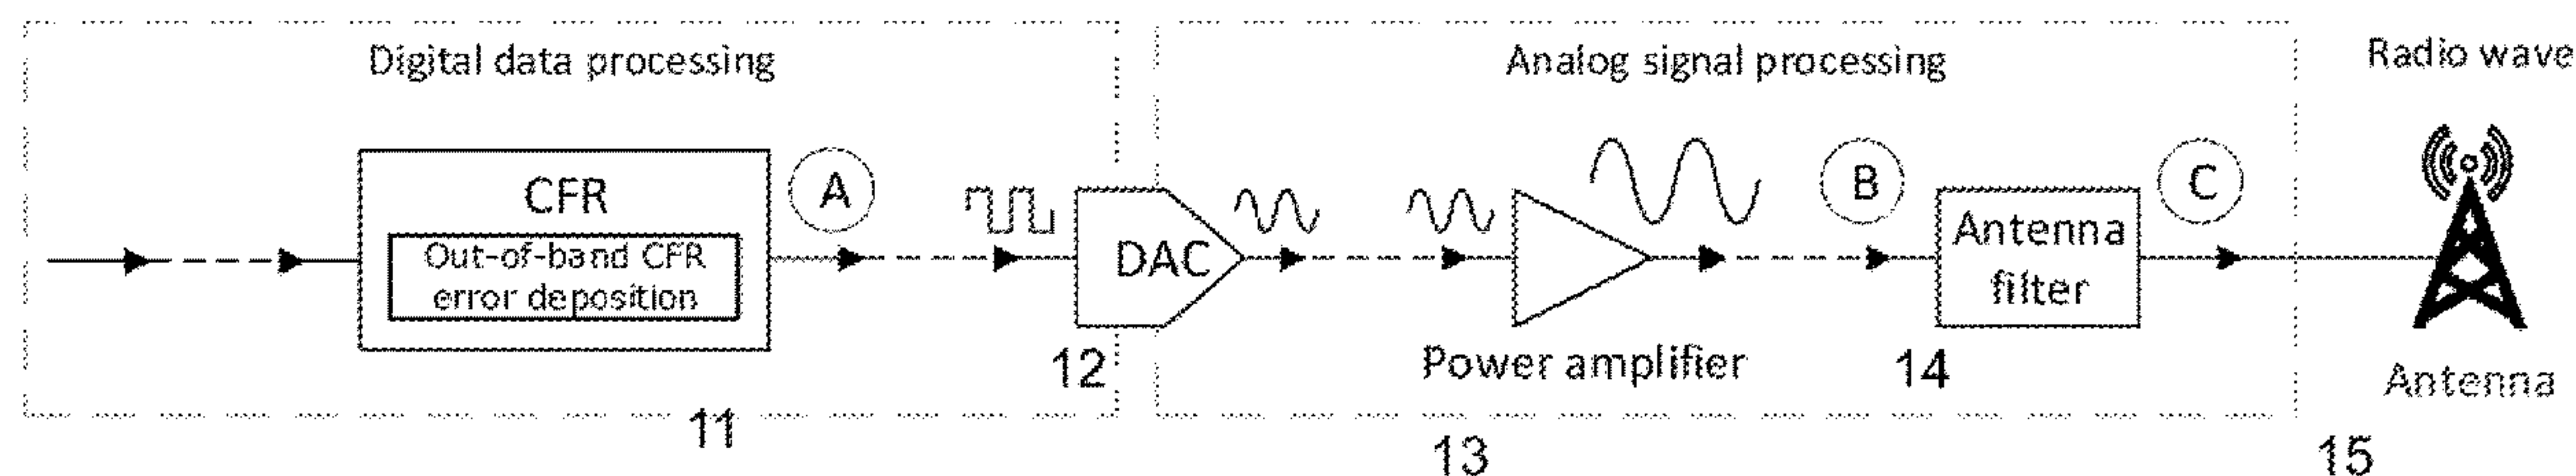 Digital data processing
Analog signal processing
Radio wave
CFR
Out-of-band CFR
error deposition
A
DAC
B
Antenna
filter
C
12
Power amplifier
14
Antenna
11
13
15